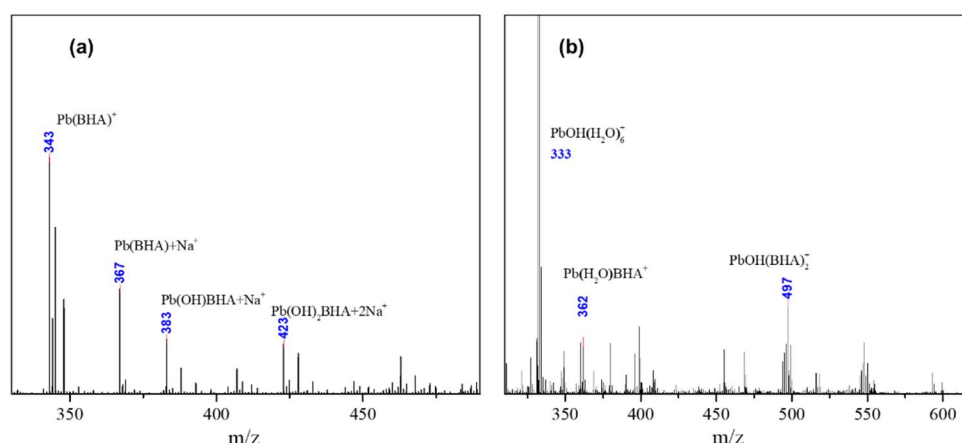 (a)
Pb(BHA)⁺
343
Pb(BHA)+Na⁺
367
Pb(OH)BHA+Na⁺
383
Pb(OH)₂BHA+2Na⁺
423
350
400
450
m/z
(b)
PbOH(H₂O)₆⁺
333
Pb(H₂O)BHA⁺
362
PbOH(BHA)₂⁻
497
350
400
450
500
550
600
m/z